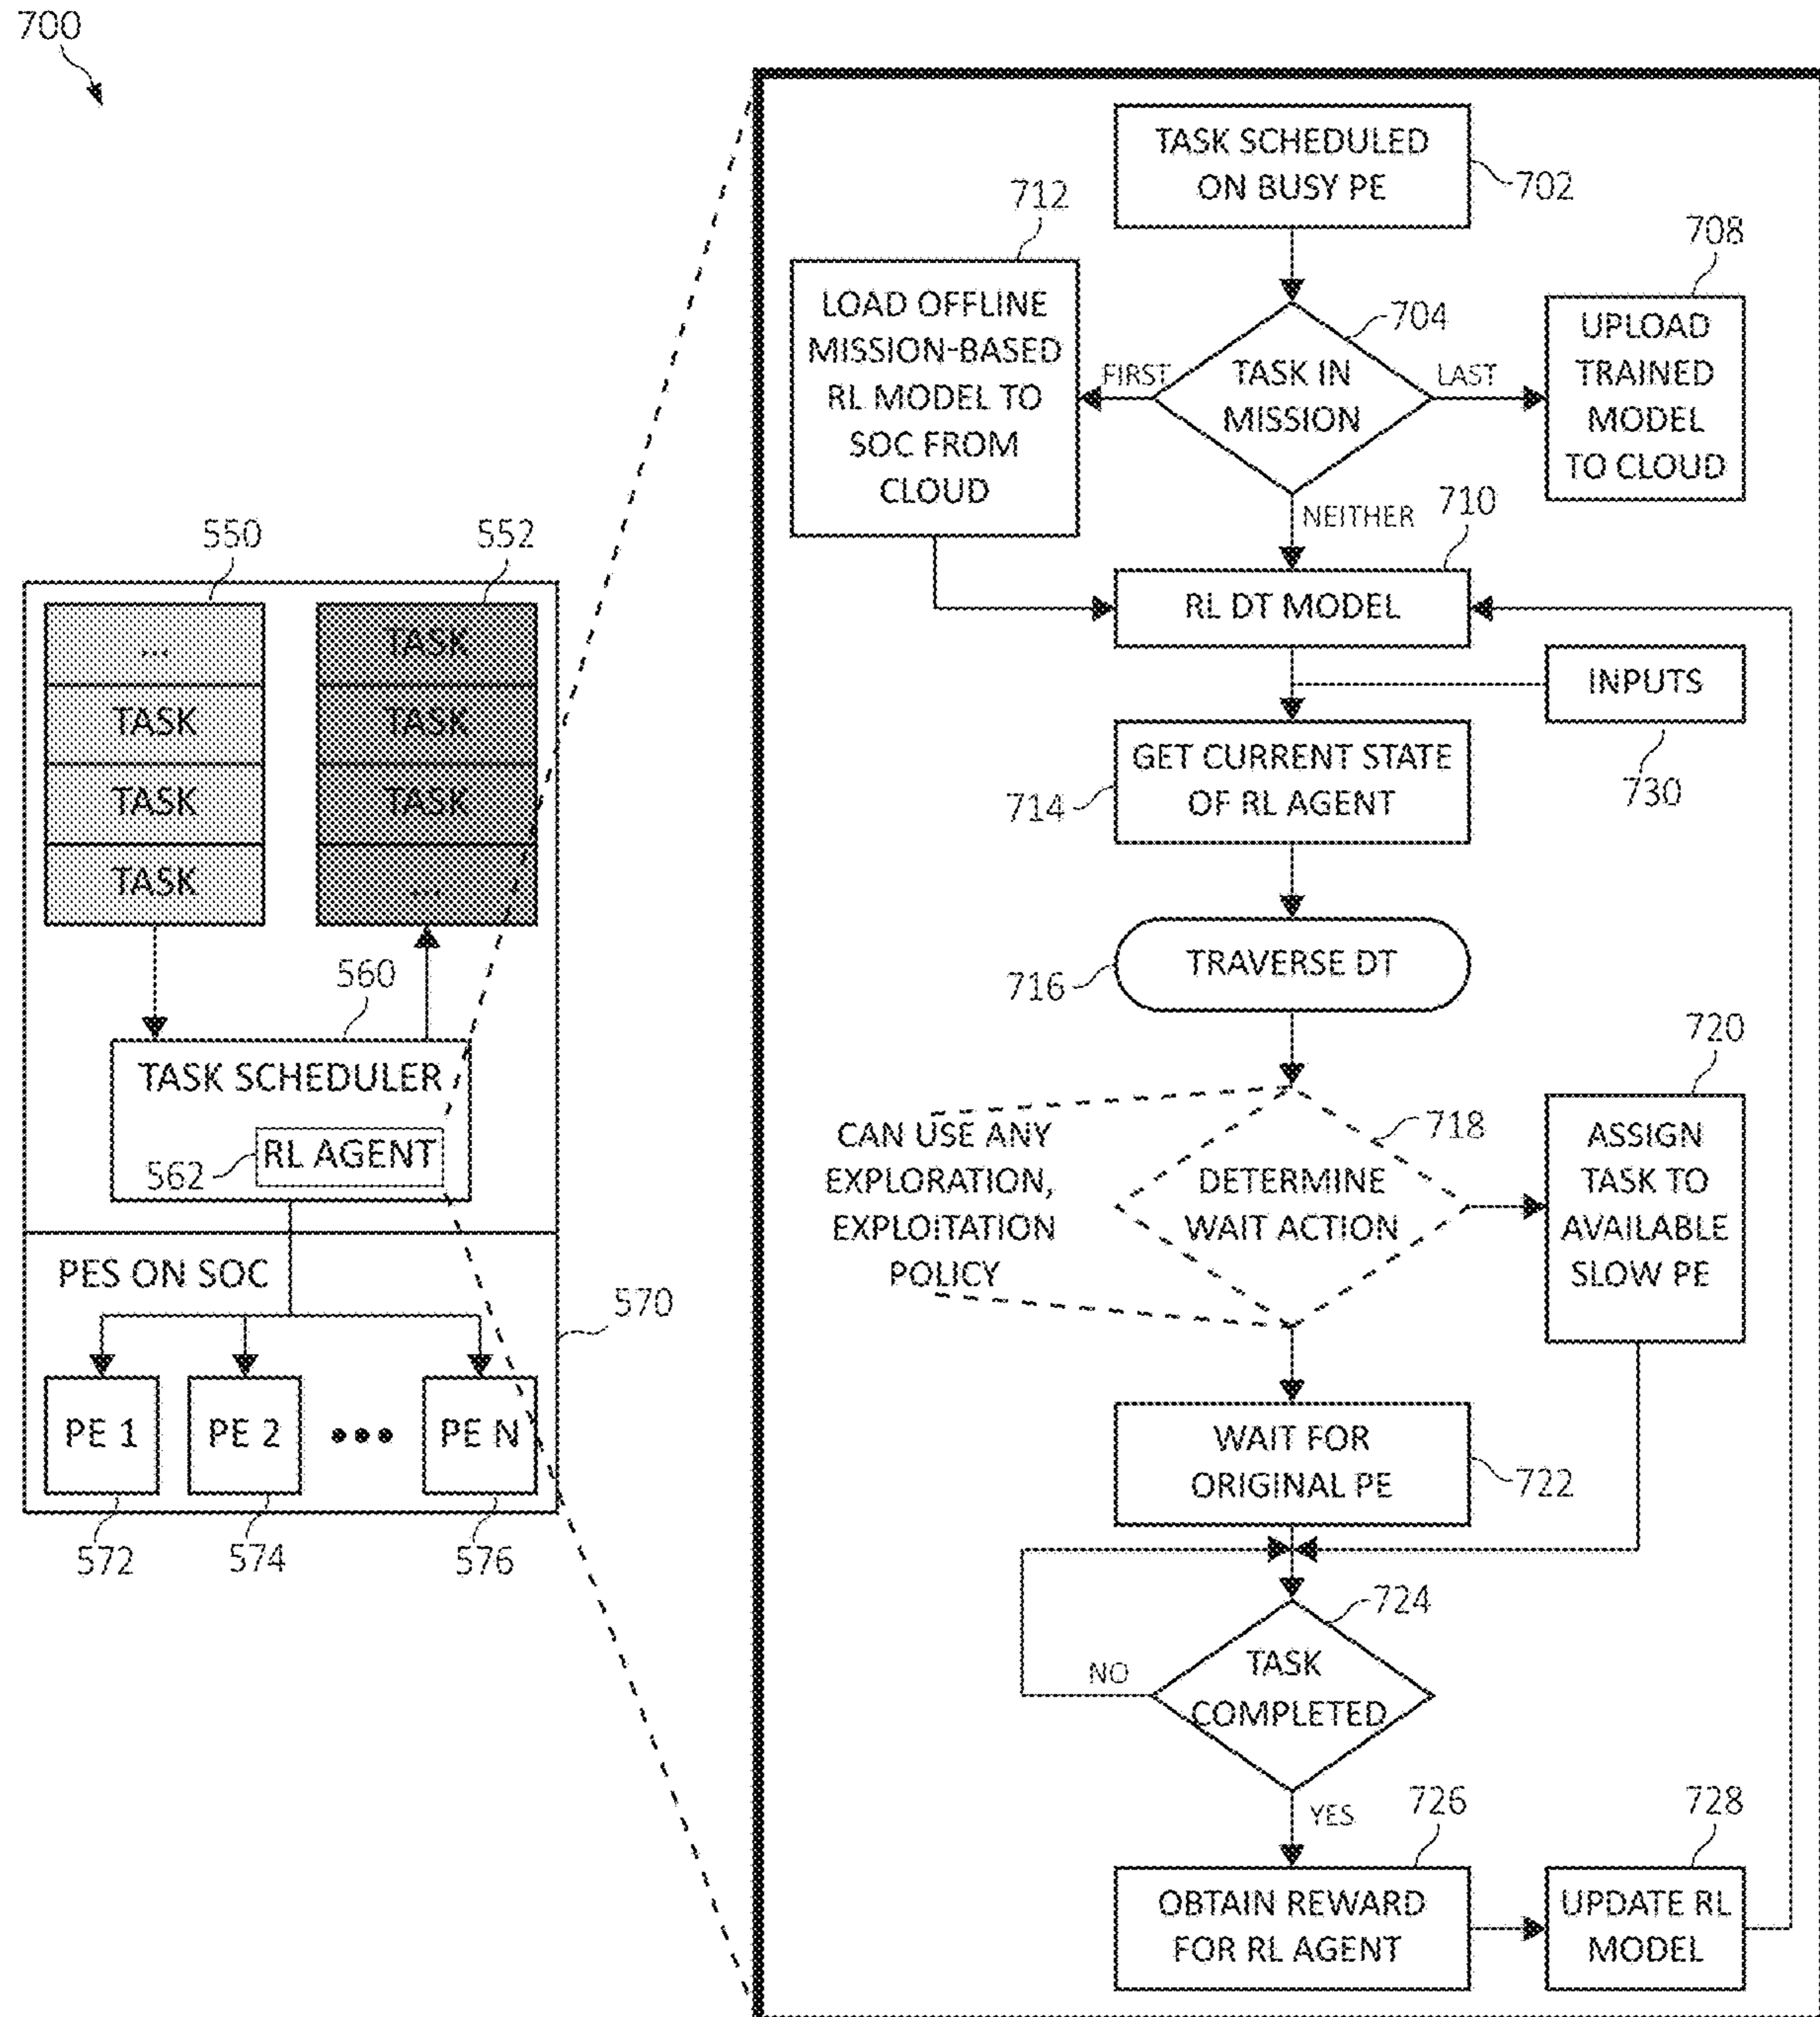 700
550
552
...
TASK
TASK
TASK
TASK
TASK
TASK
...
560
TASK SCHEDULER
RL AGENT
562
PES ON SOC
570
PE 1
PE 2
●●●
PE N
572
574
576
TASK SCHEDULED
ON BUSY PE
702
712
708
LOAD OFFLINE
MISSION-BASED
RL MODEL TO
SOC FROM
CLOUD
704
TASK IN
MISSION
FIRST
LAST
NEITHER
UPLOAD
TRAINED
MODEL
TO CLOUD
710
RL DT MODEL
INPUTS
730
GET CURRENT STATE
OF RL AGENT
714
TRAVERSE DT
716
CAN USE ANY
EXPLORATION,
EXPLOITATION
POLICY
718
DETERMINE
WAIT ACTION
720
ASSIGN
TASK TO
AVAILABLE
SLOW PE
WAIT FOR
ORIGINAL PE
722
724
TASK
COMPLETED
NO
YES
726
OBTAIN REWARD
FOR RL AGENT
728
UPDATE RL
MODEL